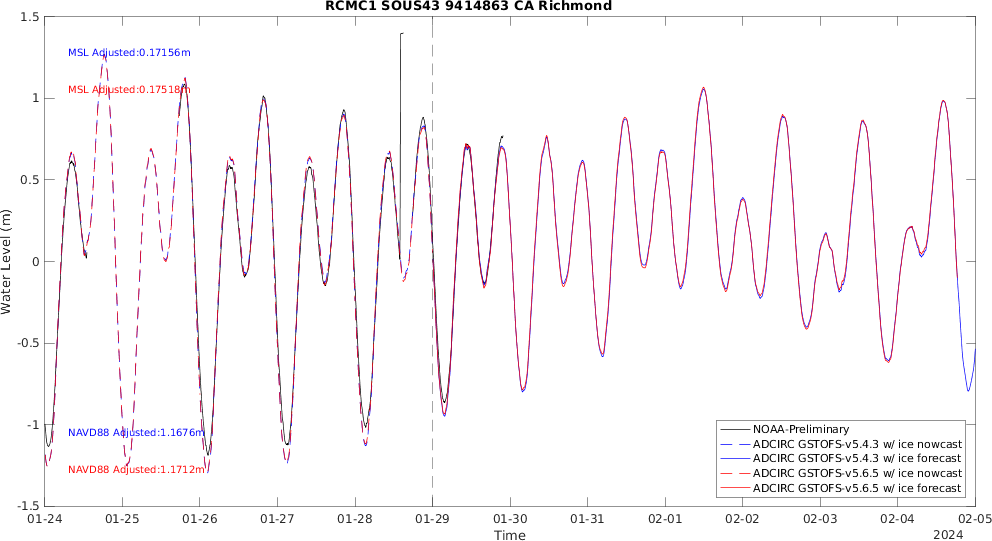 RCMC1 SOUS43 9414863 CA Richmond
1.5
1
0.5
0
-0.5
-1
-1.5
Water Level (m)
MSL Adjusted:0.17156m
MSL Adjusted:0.17518m
NAVD88 Adjusted:1.1676m
NAVD88 Adjusted:1.1712m
NOAA-Preliminary
ADCIRC GSTOFS-v5.4.3 w/ ice nowcast
ADCIRC GSTOFS-v5.4.3 w/ ice forecast
ADCIRC GSTOFS-v5.6.5 w/ ice nowcast
ADCIRC GSTOFS-v5.6.5 w/ ice forecast
01-24 01-25 01-26 01-27 01-28 01-29 01-30 01-31 02-01 02-02 02-03 02-04 02-05
Time
2024